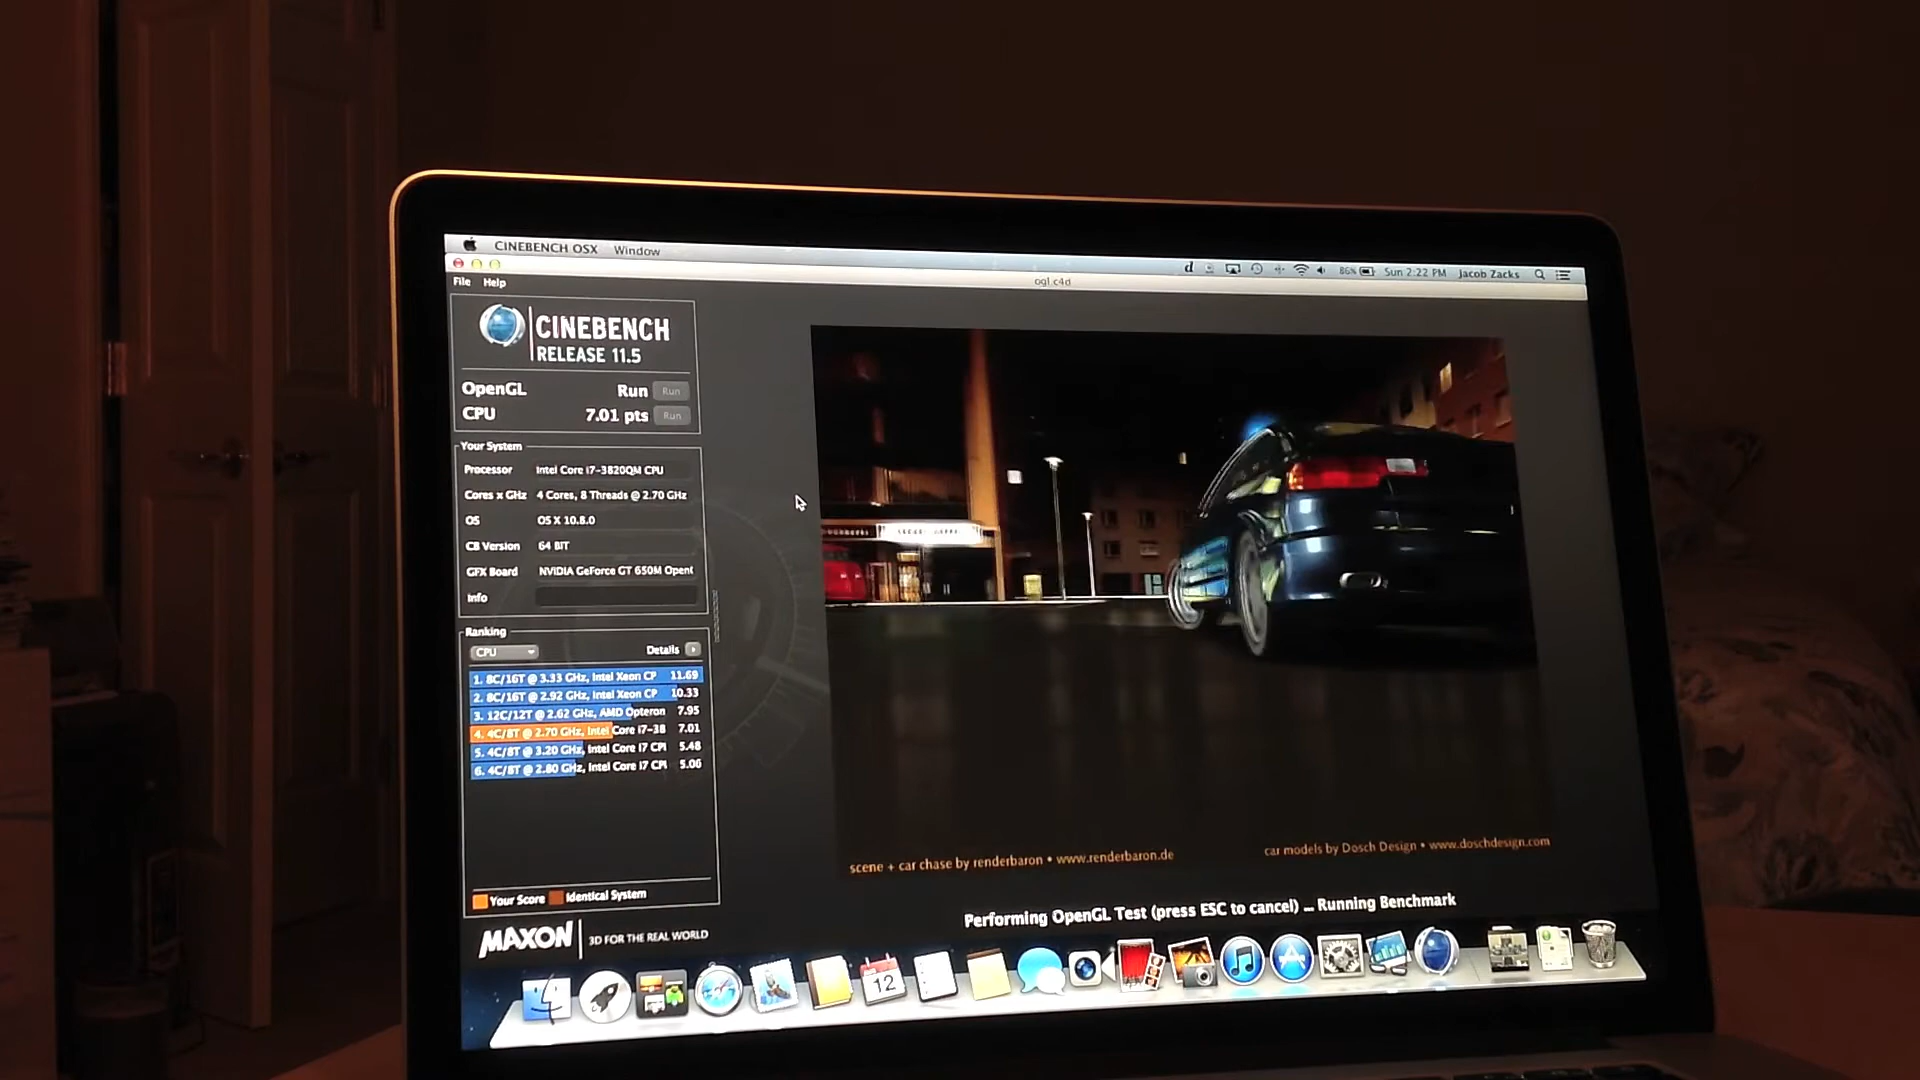 CINEBENCH OSX Window
d 86% Sun 2:22 PM Jacob Zacks
ogl.c4d
File Help
CINEBENCH
RELEASE 11.5
OpenGL Run Run
CPU 7.01 pts Run
Your System
Processor Intel Core i7-3820QM CPU
Cores x GHz 4 Cores, 8 Threads @ 2.70 GHz
OS OS X 10.8.0
CB Version 64 BIT
GFX Board NVIDIA GeForce GT 650M Openl
Info
Ranking
CPU Details
1. 8C/16T @ 3.33 GHz, Intel Xeon CP 11.69
2. 8C/16T @ 2.92 GHz, Intel Xeon CP 10.33
3. 12C/12T @ 2.62 GHz, AMD Opteron 7.95
4. 4C/8T @ 2.70 GHz, Intel Core i7-38 7.01
5. 4C/8T @ 3.20 GHz, Intel Core i7 CPI 5.48
6. 4C/8T @ 2.80 GHz, Intel Core i7 CPI 5.06
Your Score Identical System
MAXON 3D FOR THE REAL WORLD
scene + car chase by renderbaron • www.renderbaron.de
car models by Dosch Design • www.doschdesign.com
Performing OpenGL Test (press ESC to cancel) ... Running Benchmark
12